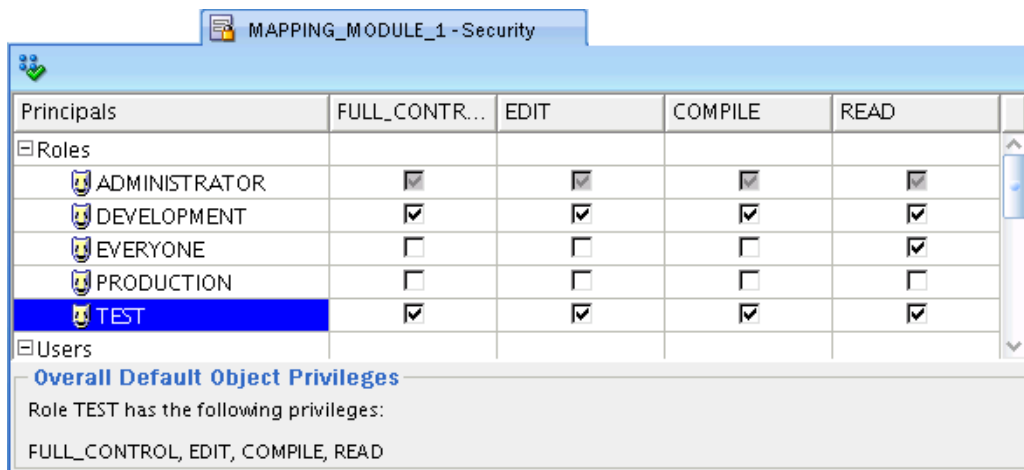 MAPPING_MODULE_1 - Security
Principals FULL_CONTR... EDIT COMPILE READ
Roles
ADMINISTRATOR
DEVELOPMENT
EVERYONE
PRODUCTION
TEST
Users
Overall Default Object Privileges
Role TEST has the following privileges:
FULL_CONTROL, EDIT, COMPILE, READ